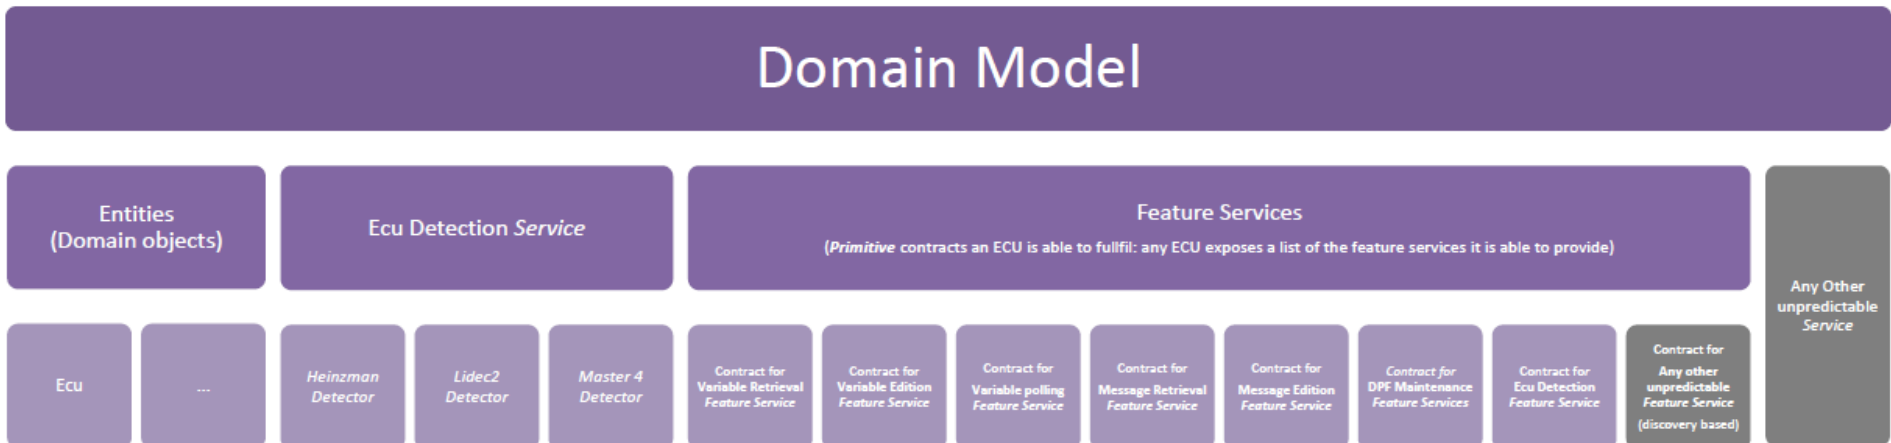 Domain Model
Entities
(Domain objects)
Ecu Detection Service
Feature Services
(Primitive contracts an ECU is able to fullfil: any ECU exposes a list of the feature services it is able to provide)
Any Other
unpredictable
Service
Ecu
...
Heinzman
Detector
Lidec2
Detector
Master 4
Detector
Contract for
Variable Retrieval
Feature Service
Contract for
Variable Edition
Feature Service
Contract for
Variable polling
Feature Service
Contract for
Message Retrieval
Feature Service
Contract for
Message Edition
Feature Service
Contract for
DPF Maintenance
Feature Services
Contract for
Ecu Detection
Feature Service
Contract for
Any other
unpredictable
Feature Service
(discovery based)